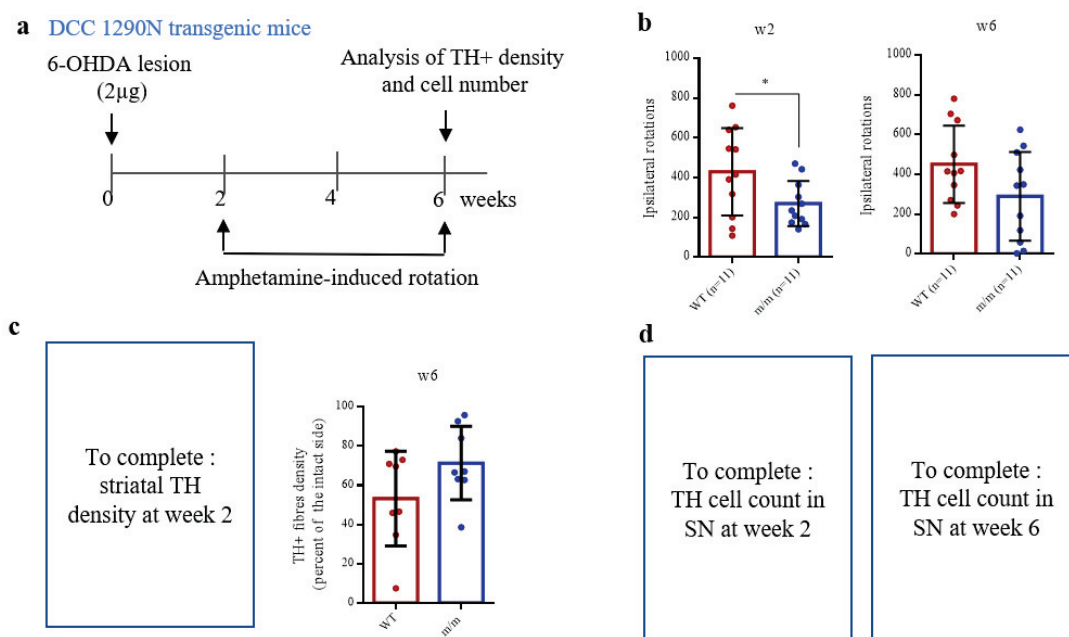 a DCC 1290N transgenic mice
6-OHDA lesion
(2µg)
Analysis of TH+ density
and cell number
0 2 4 6 weeks
Amphetamine-induced rotation
b
w2
Ipsilateral rotations
1000
800
600
400
200
0
*
WT (n=11)
m/m (n=11)
w6
Ipsilateral rotations
1000
800
600
400
200
0
WT (n=11)
m/m (n=11)
c
To complete :
striatal TH
density at week 2
w6
TH+ fibres density
(percent of the intact side)
100
80
60
40
20
0
WT
m/m
d
To complete :
TH cell count in
SN at week 2
To complete :
TH cell count in
SN at week 6